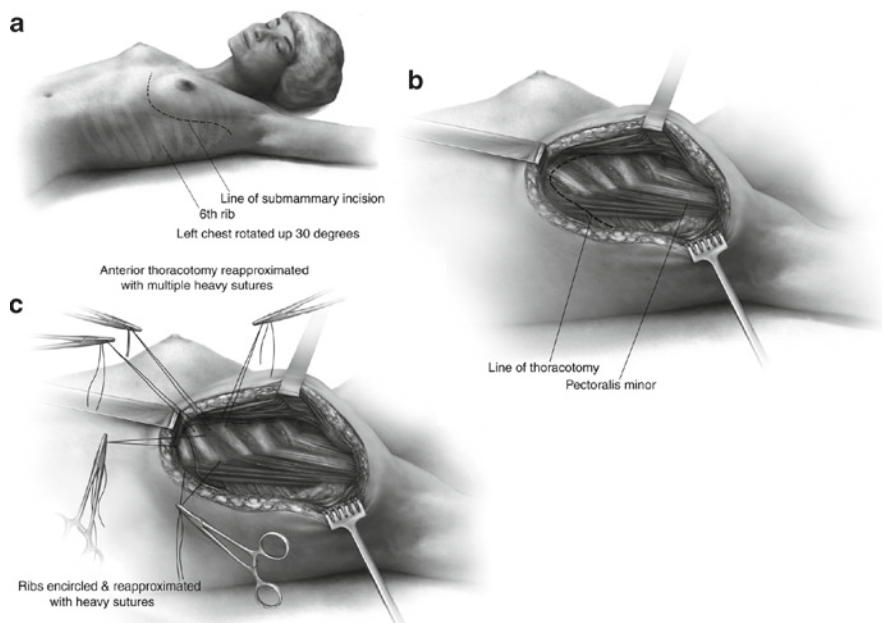 a
Line of submammary incision
6th rib
Left chest rotated up 30 degrees
b
Line of thoracotomy
Pectoralis minor
Anterior thoracotomy reapproximated
with multiple heavy sutures
c
Ribs encircled & reapproximated
with heavy sutures